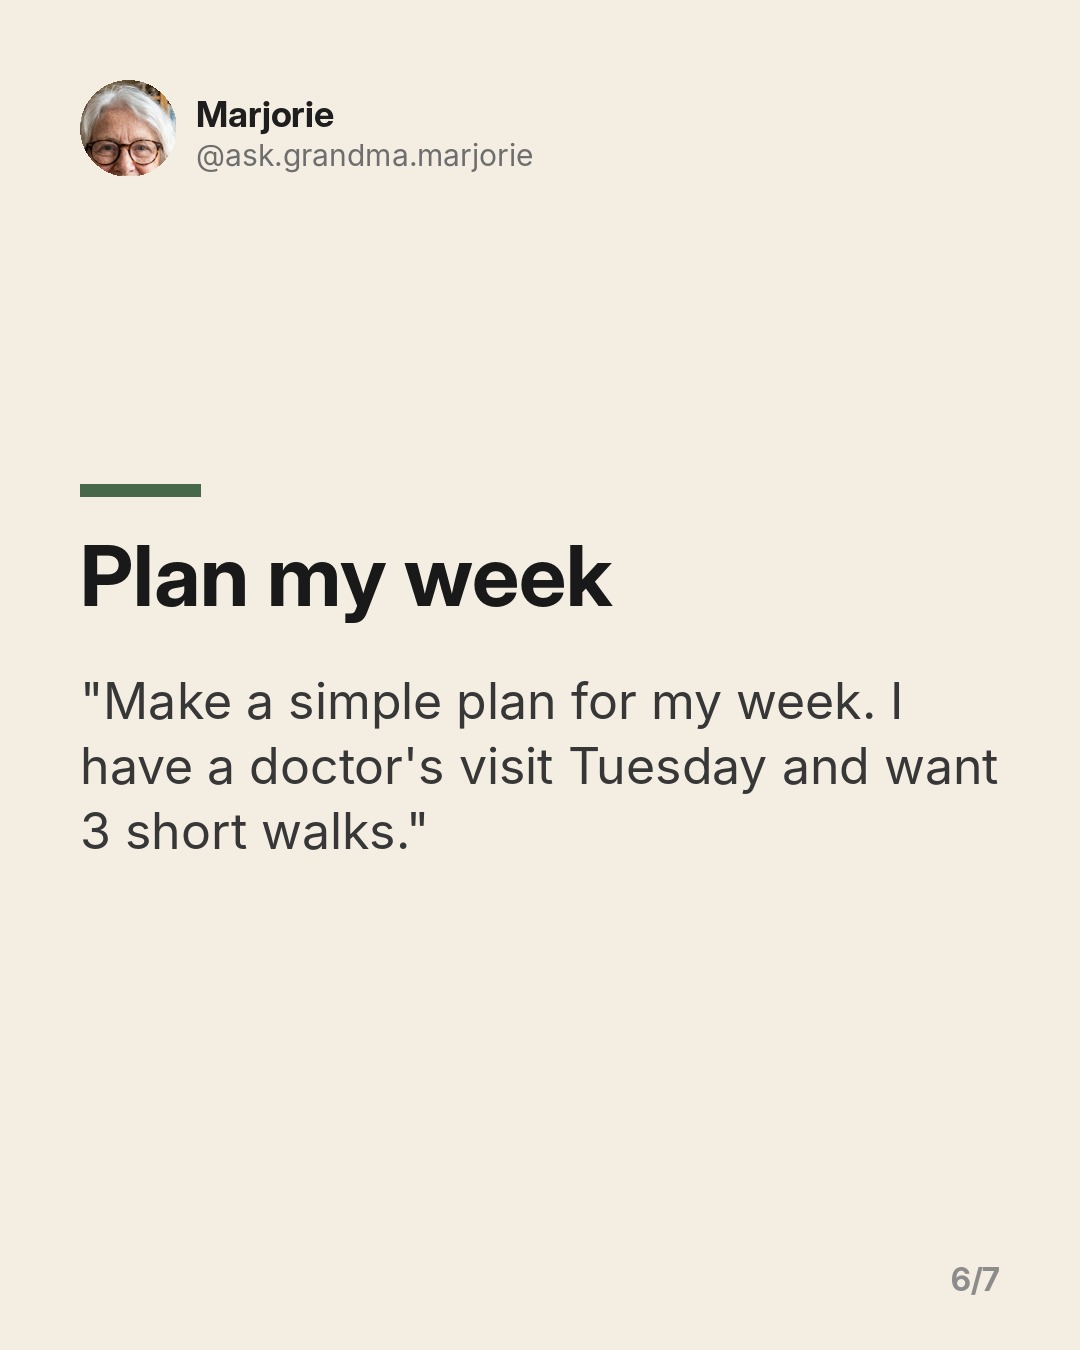 Marjorie
@ask.grandma.marjorie
Plan my week
"Make a simple plan for my week. I
have a doctor's visit Tuesday and want
3 short walks."
6/7